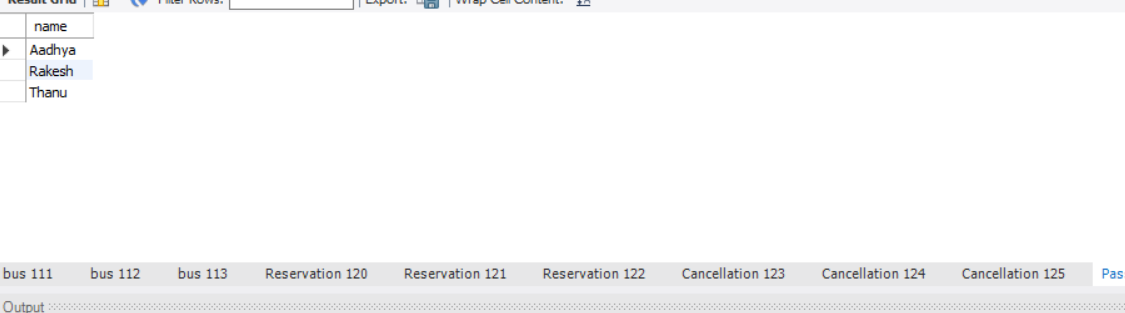 Result Grid Filter Rows: Export: Wrap Cell Content:
name
Aadhya
Rakesh
Thanu
bus 111 bus 112 bus 113 Reservation 120 Reservation 121 Reservation 122 Cancellation 123 Cancellation 124 Cancellation 125 Pas
Output